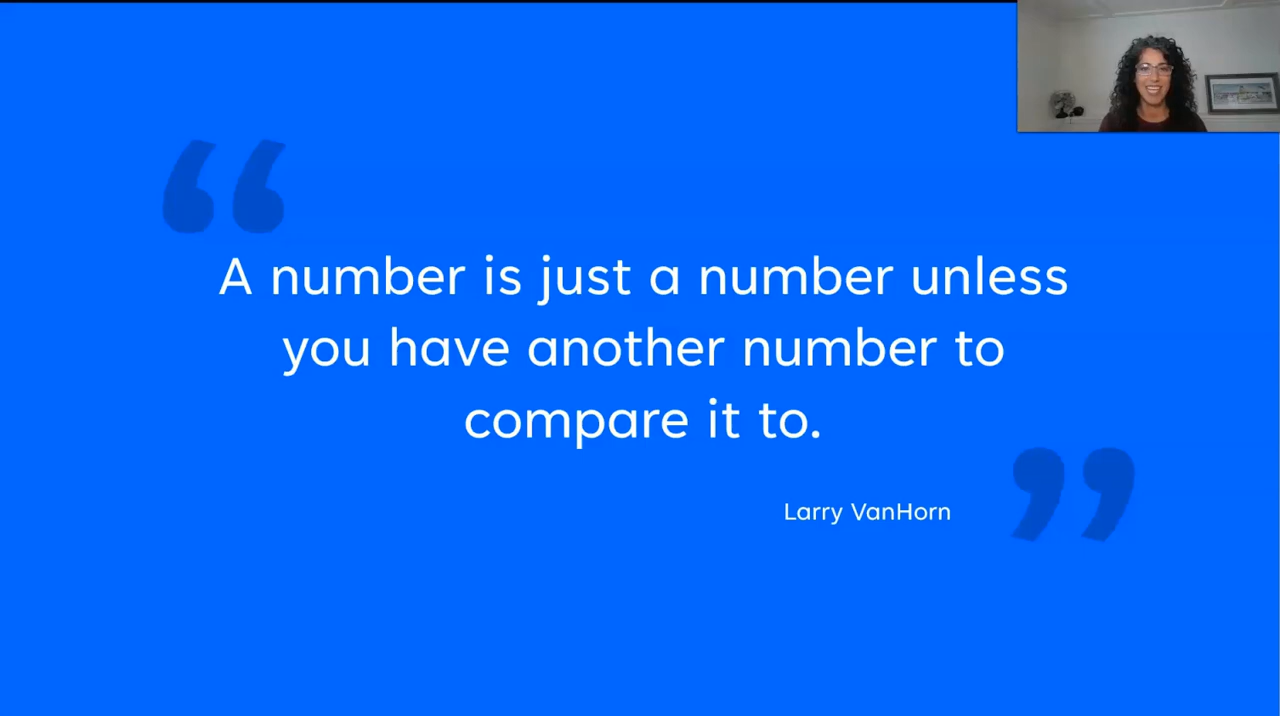 A number is just a number unless
you have another number to
compare it to.
Larry VanHorn